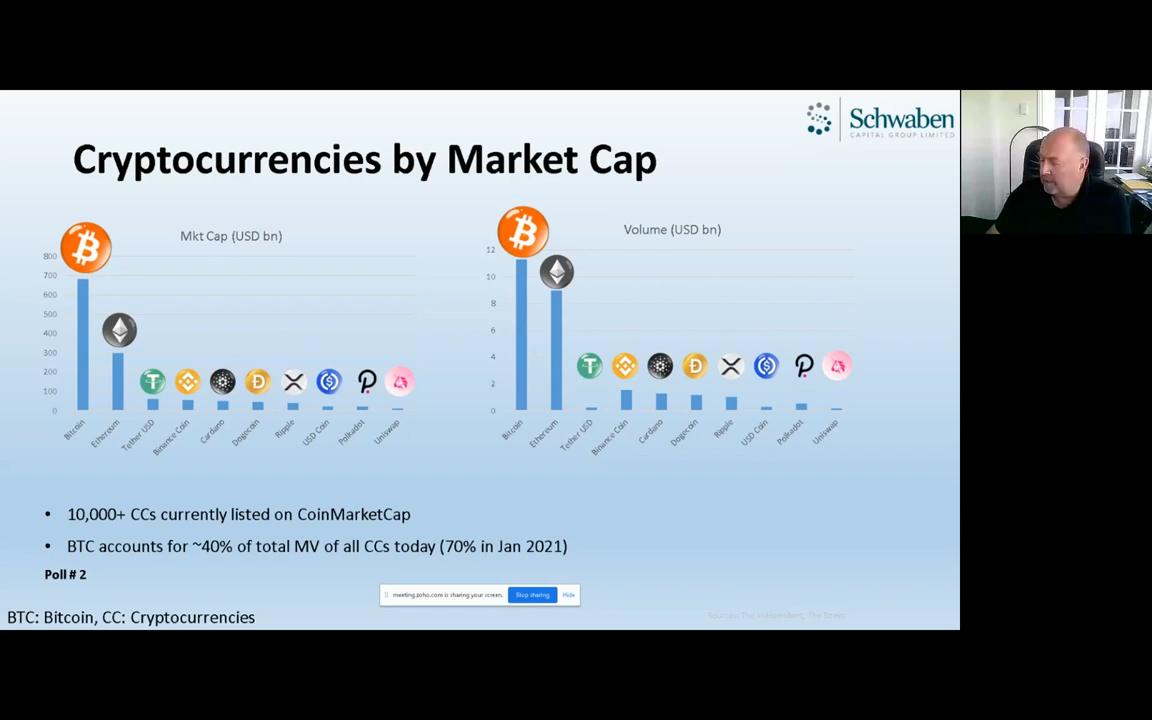 Schwaben
CAPITAL GROUP LIMITED
Cryptocurrencies by Market Cap
Mkt Cap (USD bn)
800
700
600
500
400
300
200
100
0
Bitcoin
Ethereum
Tether USD
Binance Coin
Cardano
Dogecoin
Ripple
USD Coin
Polkadot
Uniswap
Volume (USD bn)
12
10
8
6
4
2
0
Bitcoin
Ethereum
Tether USD
Binance Coin
Cardano
Dogecoin
Ripple
USD Coin
Polkadot
Uniswap
• 10,000+ CCs currently listed on CoinMarketCap
• BTC accounts for ~40% of total MV of all CCs today (70% in Jan 2021)
Poll # 2
meeting.zoho.com is sharing your screen. Stop sharing Hide
BTC: Bitcoin, CC: Cryptocurrencies
Sources: The Independent, The Street